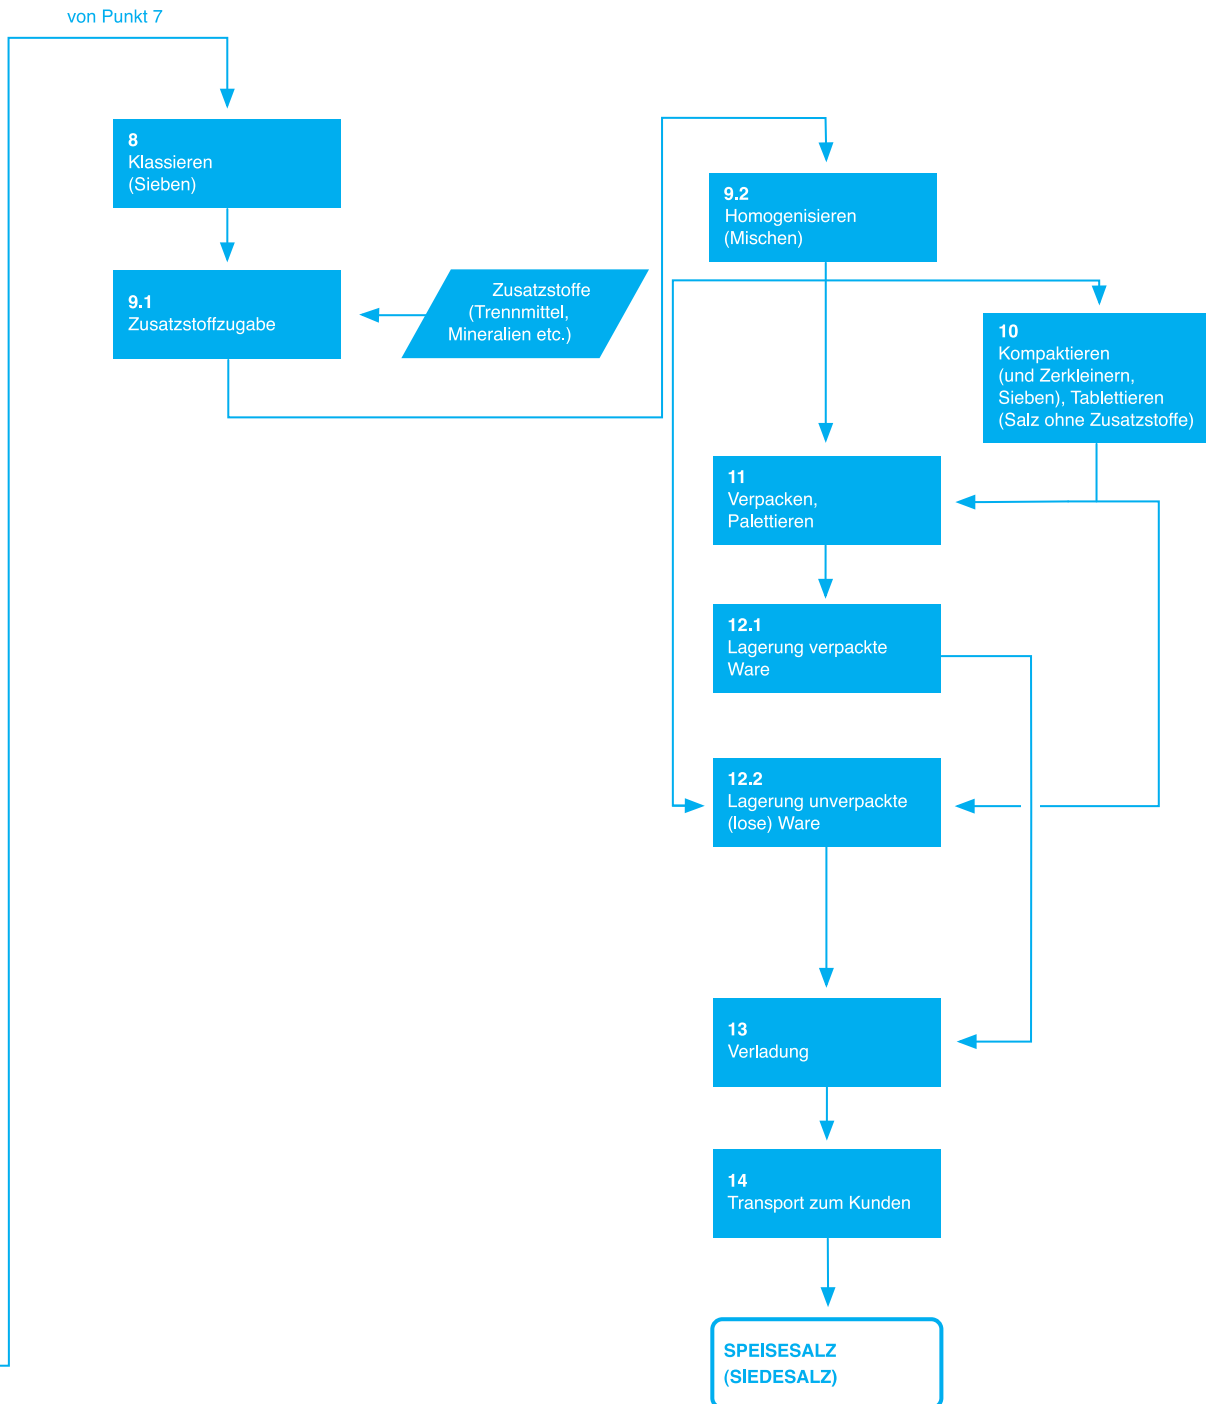 von Punkt 7
8
Klassieren
(Sieben)
9.1
Zusatzstoffzugabe
Zusatzstoffe
(Trennmittel,
Mineralien etc.)
9.2
Homogenisieren
(Mischen)
10
Kompaktieren
(und Zerkleinern,
Sieben), Tablettieren
(Salz ohne Zusatzstoffe)
11
Verpacken,
Palettieren
12.1
Lagerung verpackte
Ware
12.2
Lagerung unverpackte
(lose) Ware
13
Verladung
14
Transport zum Kunden
SPEISESALZ
(SIEDESALZ)